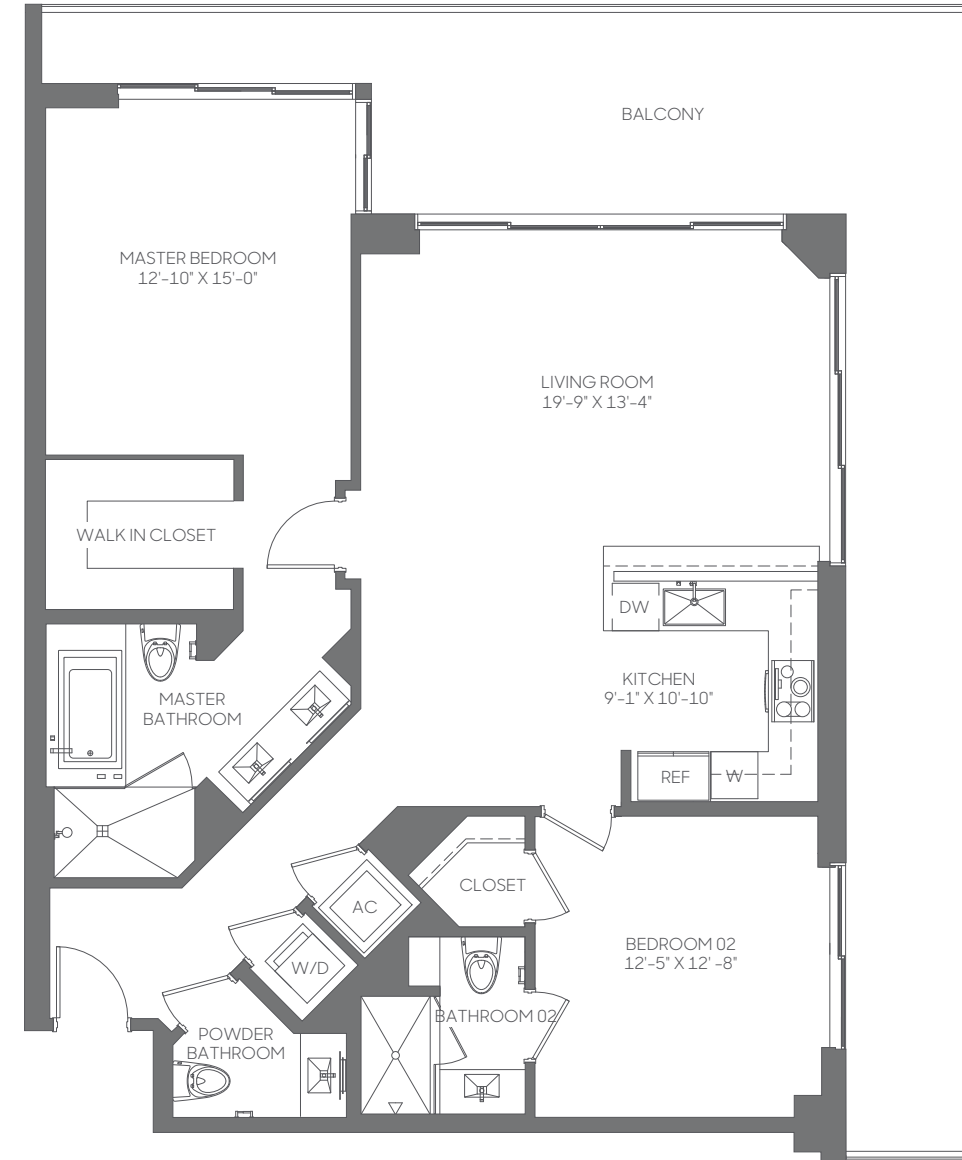 BALCONY
MASTER BEDROOM
12'-10" X 15'-0"
LIVING ROOM
19'-9" X 13'-4"
WALK IN CLOSET
DW
KITCHEN
9'-1" X 10'-10"
MASTER
BATHROOM
REF
W
CLOSET
AC
BEDROOM 02
12'-5" X 12' -8"
W/D
BATHROOM 02
POWDER
BATHROOM